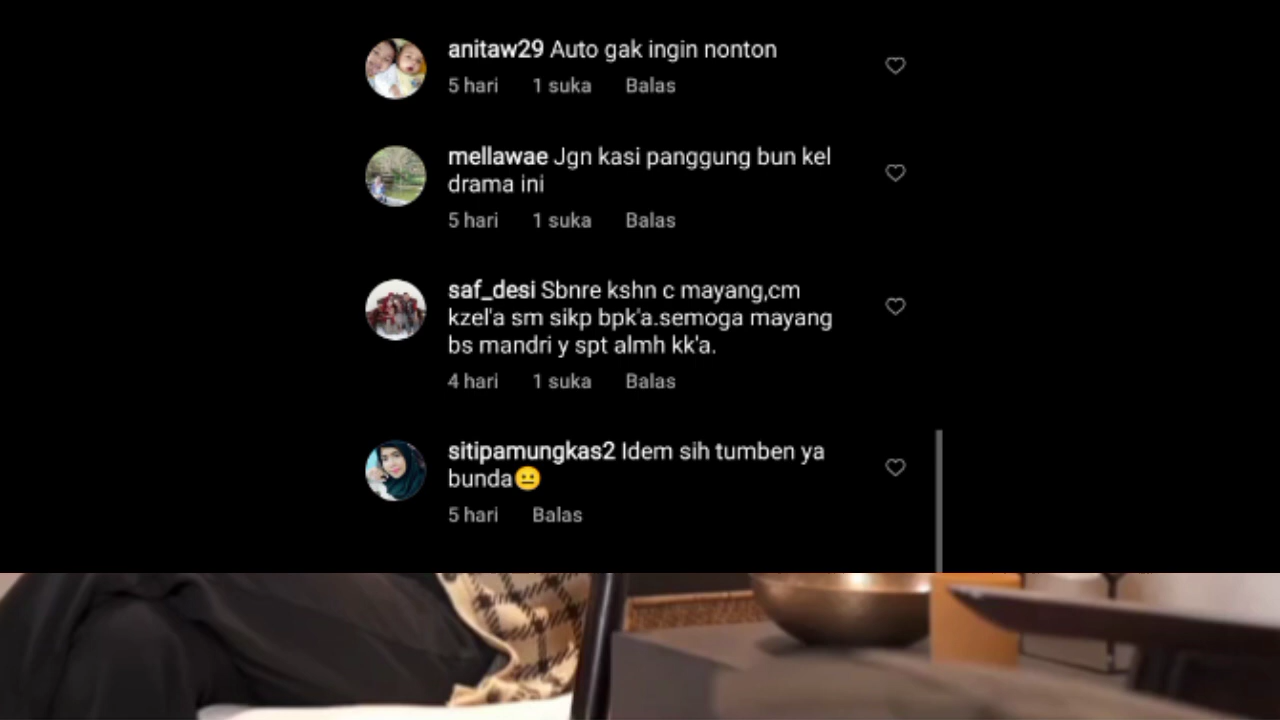 anitaw29 Auto gak ingin nonton
5 hari 1 suka Balas
mellawae Jgn kasi panggung bun kel
drama ini
5 hari 1 suka Balas
saf_desi Sbnre kshn c mayang,cm
kzel'a sm sikp bpk'a.semoga mayang
bs mandri y spt almh kk'a.
4 hari 1 suka Balas
sitipamungkas2 Idem sih tumben ya
bunda😐
5 hari Balas